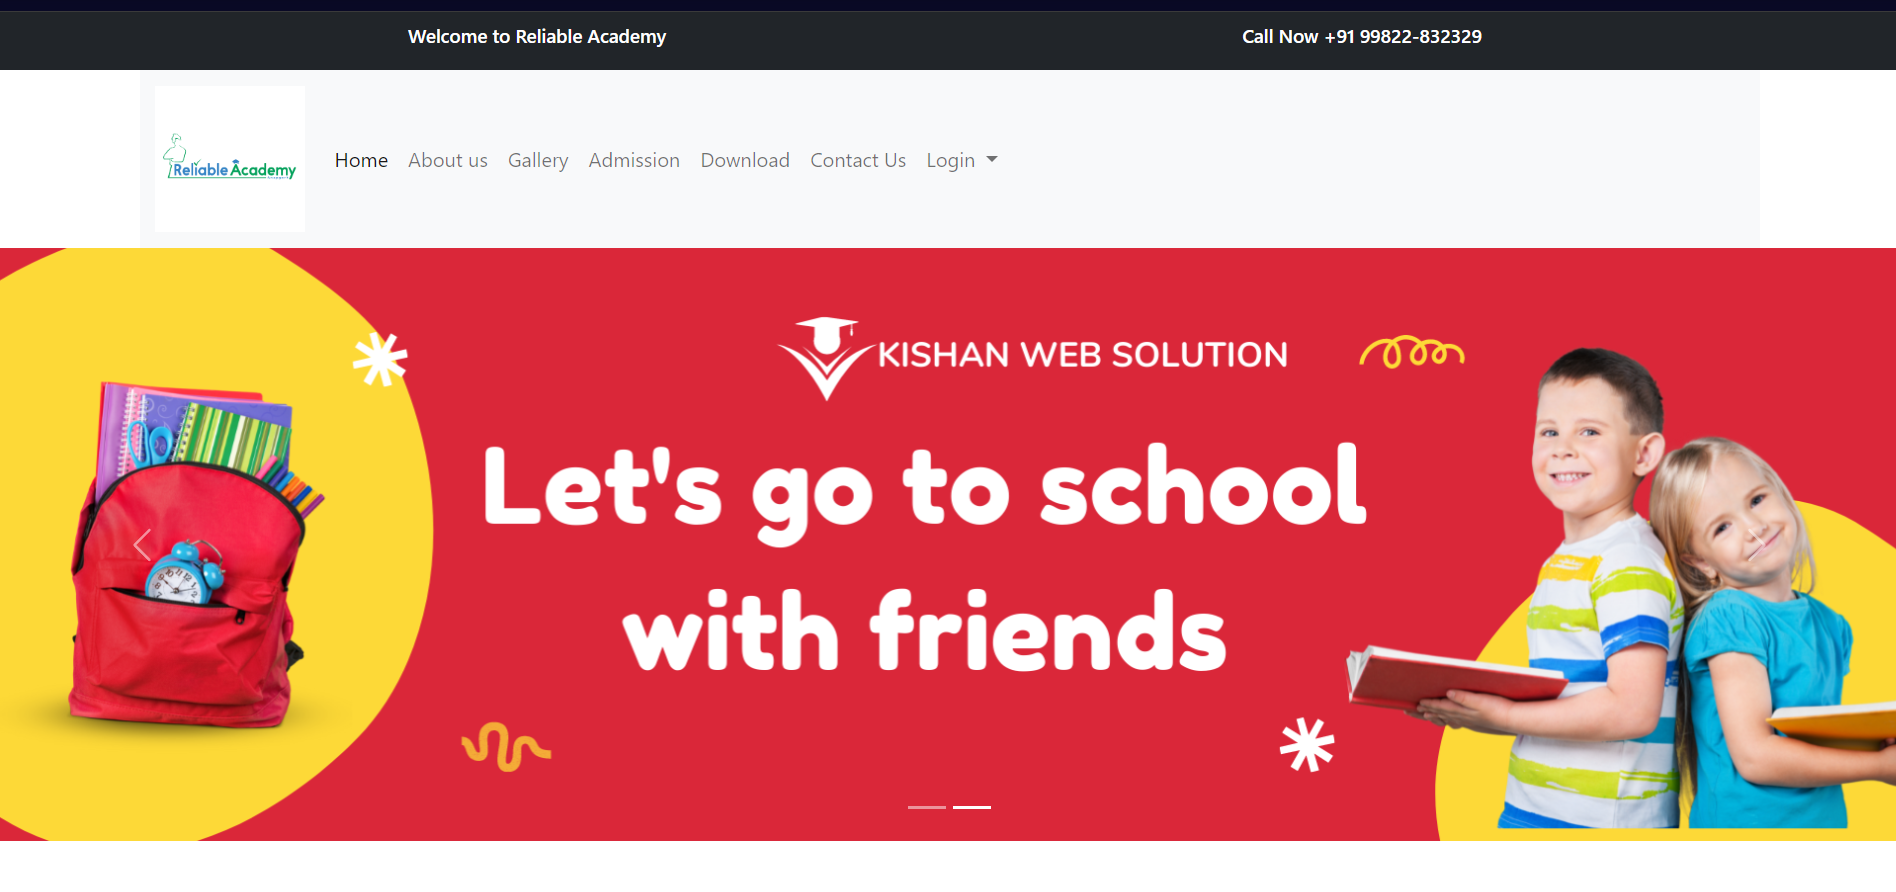 Welcome to Reliable Academy
Call Now +91 99822-832329
Reliable Academy
Home About us Gallery Admission Download Contact Us Login
KISHAN WEB SOLUTION
Let's go to school
with friends